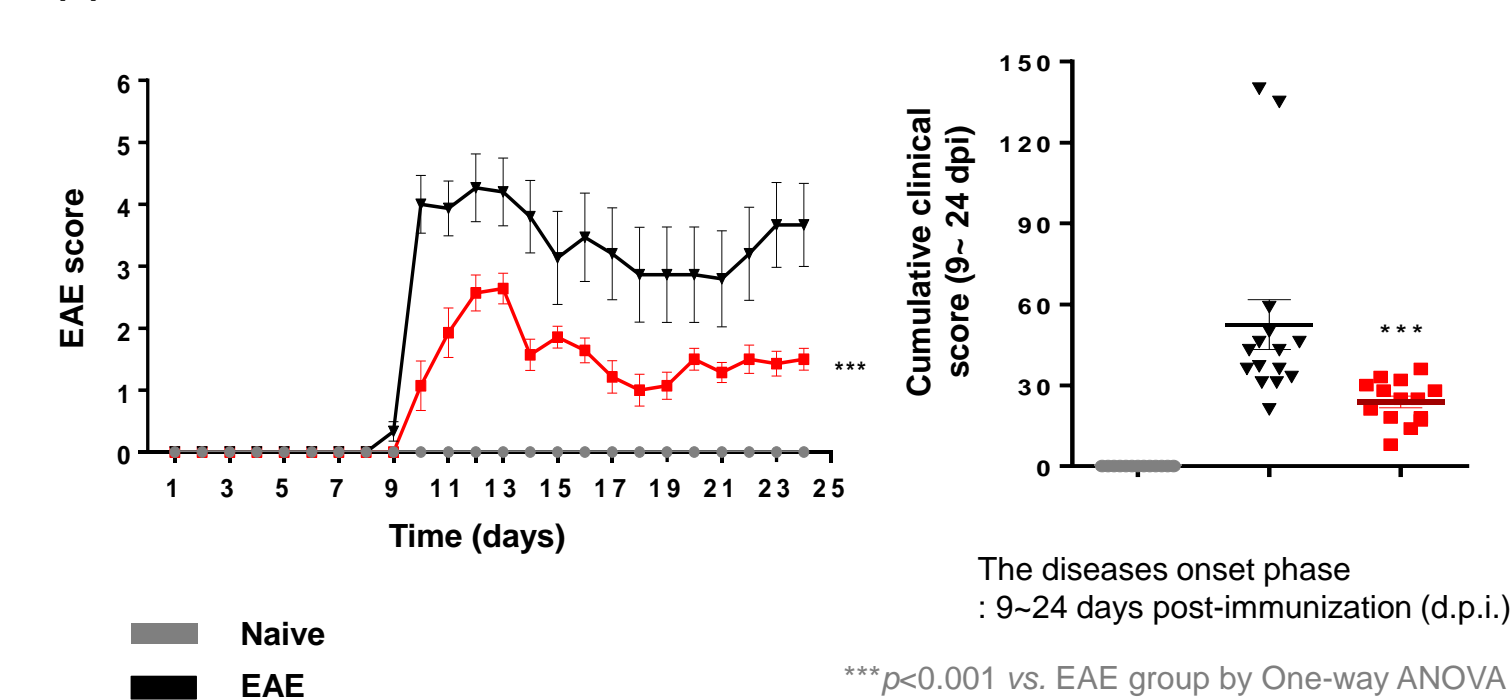 6
5
4
3
2
1
0
EAE score
1 3 5 7 9 11 13 15 17 19 21 23 25
Time (days)
***
Naive
EAE
150
120
90
60
30
0
Cumulative clinical
score (9~ 24 dpi)
***
The diseases onset phase
: 9~24 days post-immunization (d.p.i.)
***p<0.001 vs. EAE group by One-way ANOVA